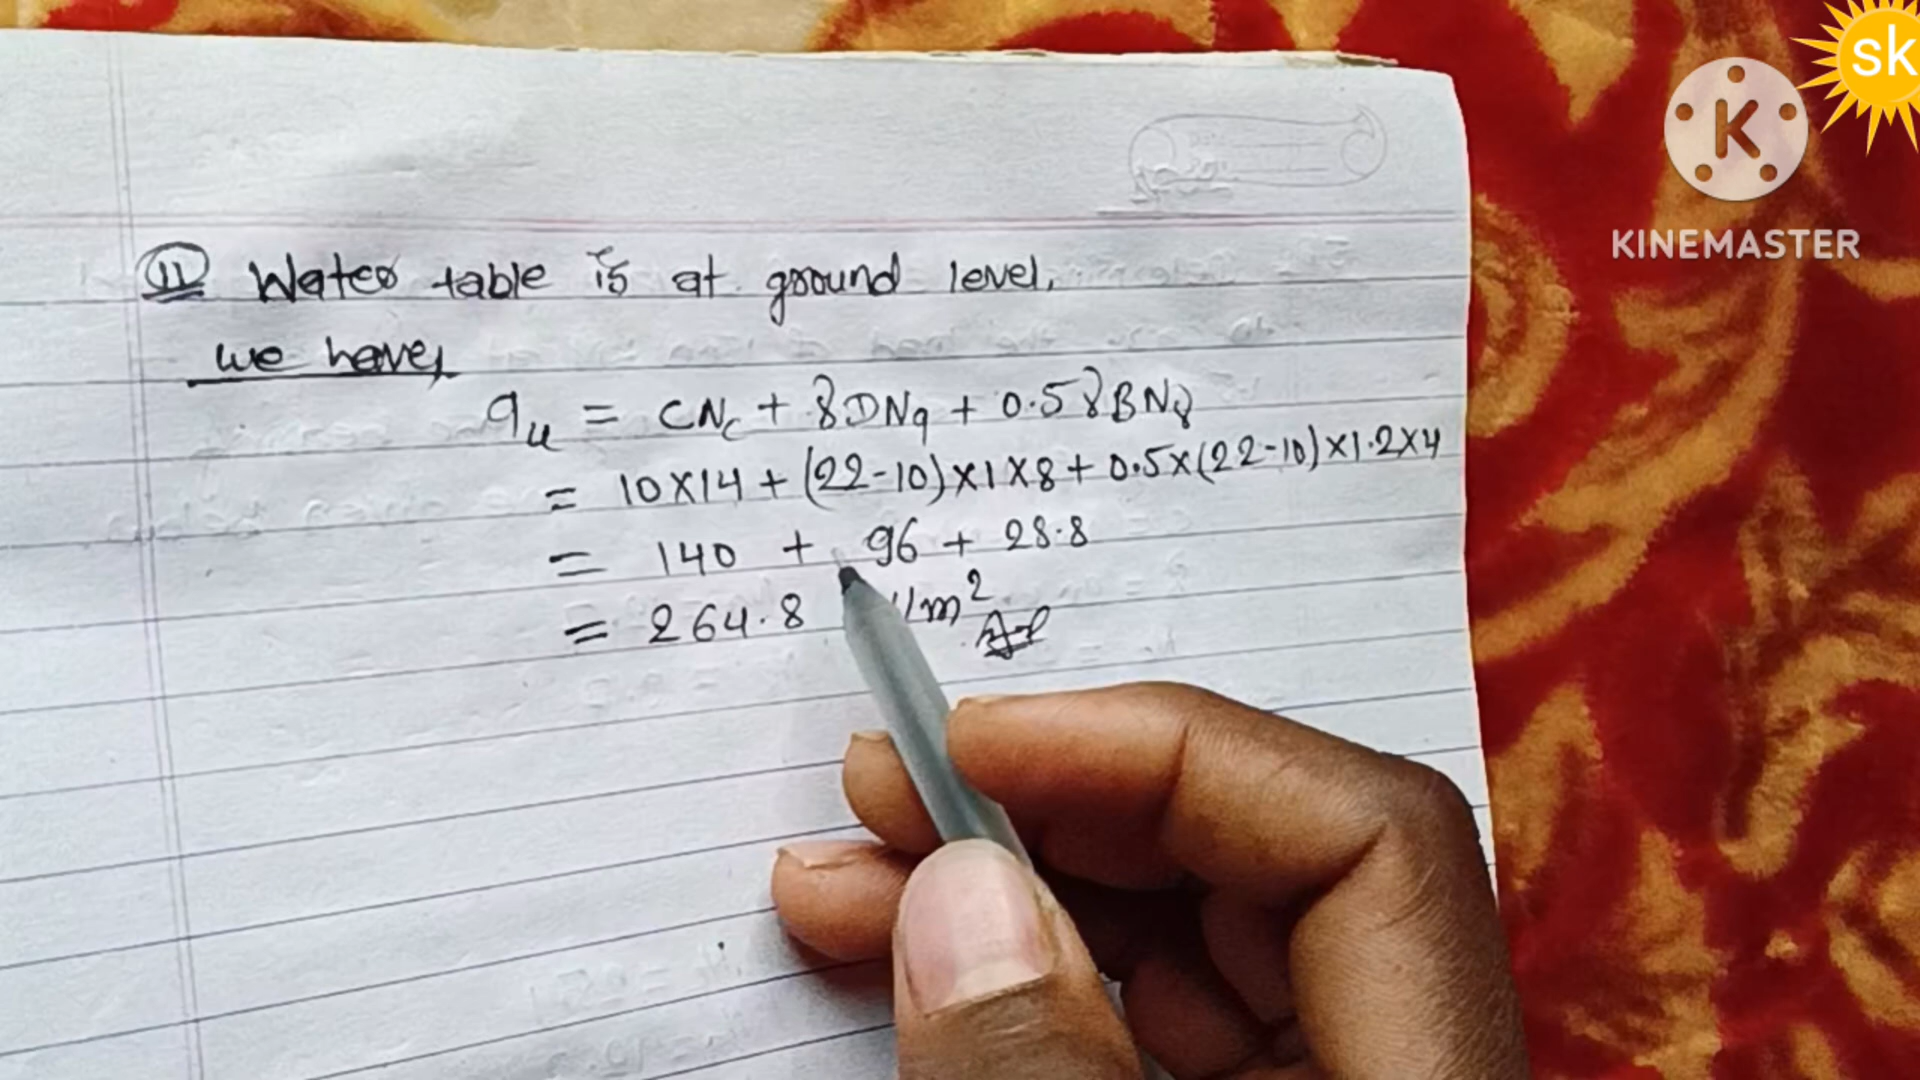 sk
KINEMASTER
(ii) Water table is at ground level,
we have,
qu = CNc + γDNq + 0.5γBNγ
= 10×14 + (22-10)×1×8 + 0.5×(22-10)×1.2×4
= 140 + 96 + 28.8
= 264.8 /m²